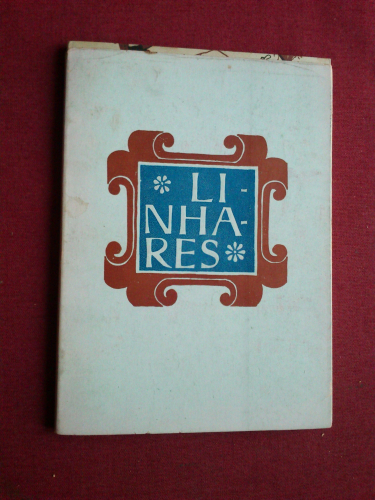 LI-
NHA-
RES